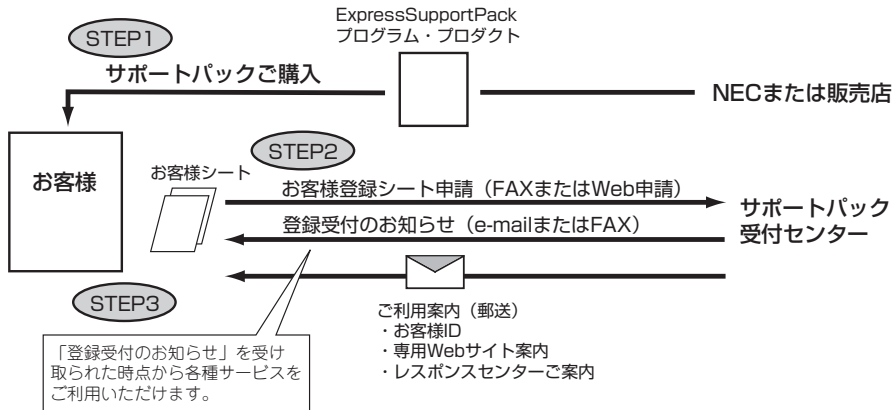 ExpressSupportPack
プログラム・プロダクト
STEP1
サポートパックご購入
NECまたは販売店
お客様
お客様シート
STEP2
お客様登録シート申請（FAXまたはWeb申請）
サポートパック
受付センター
登録受付のお知らせ（e-mailまたはFAX）
STEP3
ご利用案内（郵送）
・お客様ID
・専用Webサイト案内
・レスポンスセンターご案内
「登録受付のお知らせ」を受け
取られた時点から各種サービスを
ご利用いただけます。